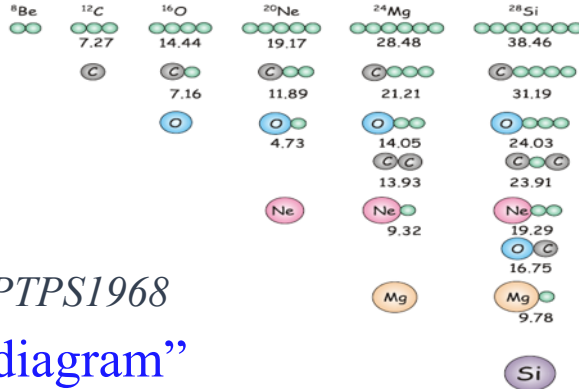 ⁸Be ¹²C ¹⁶O ²⁰Ne ²⁴Mg ²⁸Si
7.27 14.44 19.17 28.48 38.46
C C C C C
7.16 11.89 21.21 31.19
O O O O
4.73 14.05 24.03
C C C C
13.93 23.91
Ne Ne Ne
9.32 19.29
O C
16.75
PTPS1968
Mg Mg
9.78
diagram”
Si